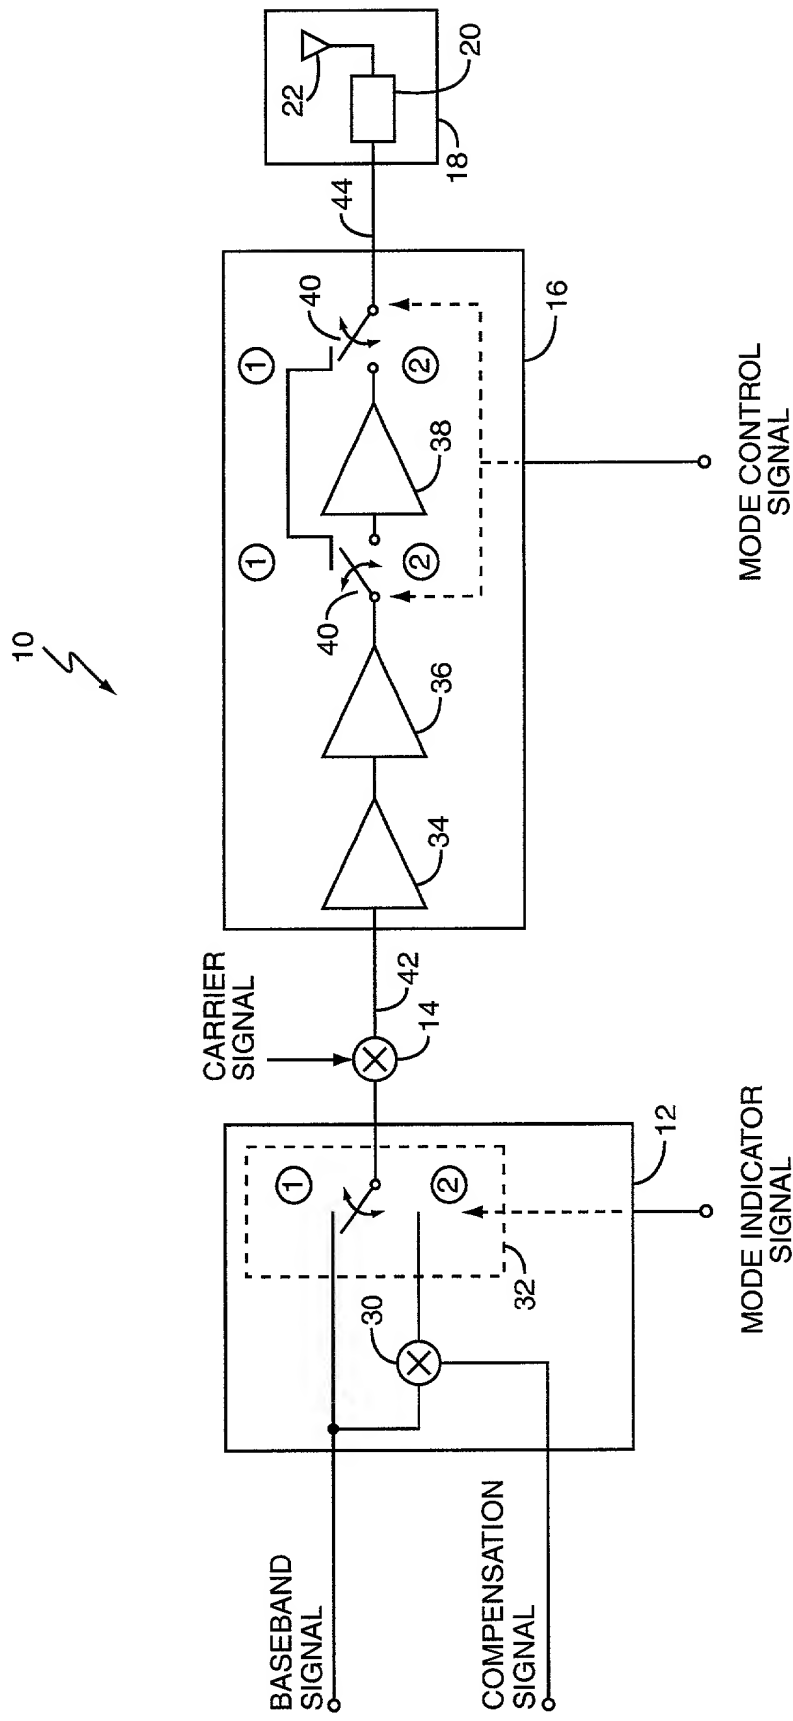 10
BASEBAND
SIGNAL
COMPENSATION
SIGNAL
30
32
1
2
12
MODE INDICATOR
SIGNAL
CARRIER
SIGNAL
14
42
34
36
40
1
2
38
1
2
40
16
MODE CONTROL
SIGNAL
44
22
20
18